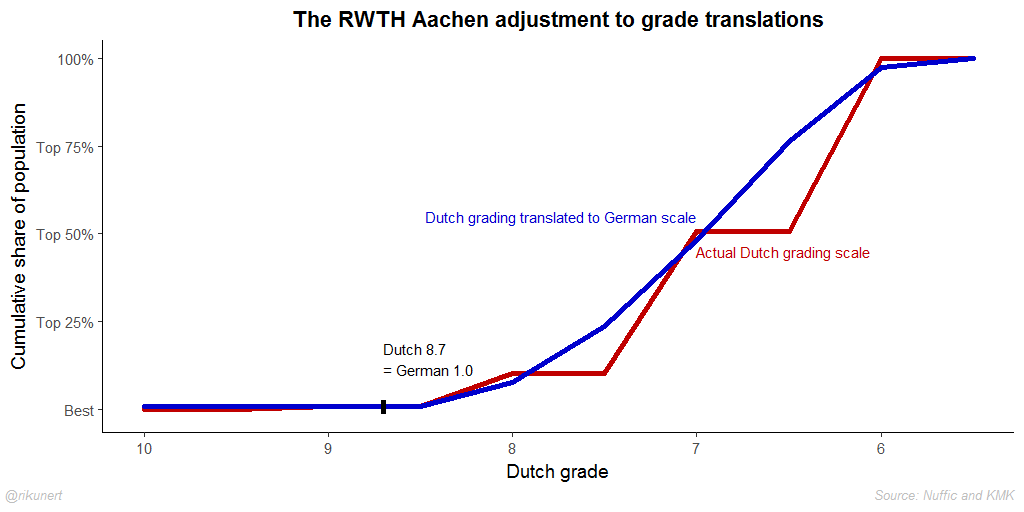 The RWTH Aachen adjustment to grade translations
Cumulative share of population
100%
Top 75%
Top 50%
Top 25%
Best
Dutch grading translated to German scale
Actual Dutch grading scale
Dutch 8.7
= German 1.0
10
9
8
7
6
Dutch grade
@rikunert
Source: Nuffic and KMK